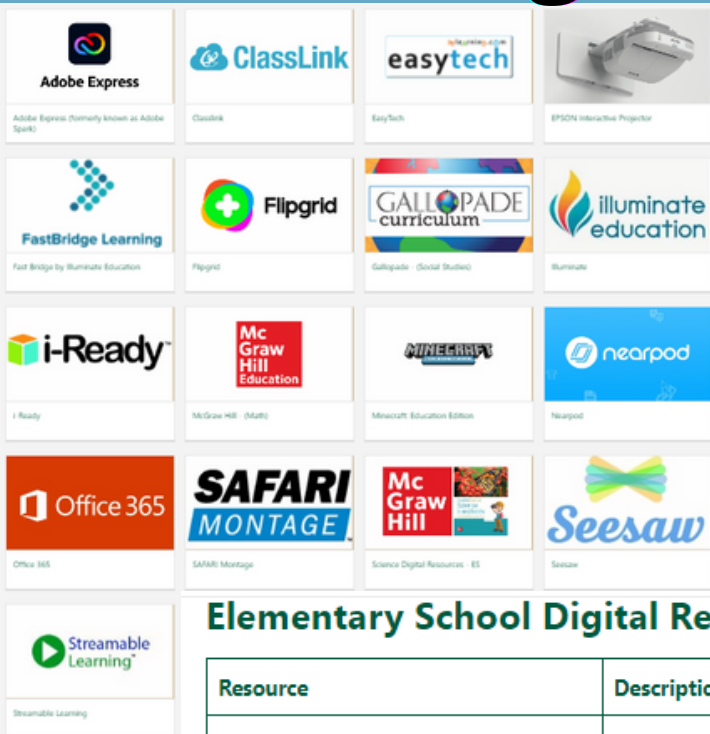 Adobe Express
Adobe Express (formerly known as Adobe
Spark)
ClassLink
Classlink
learning.com
easytech
EasyTech
EPSON Interactive Projector
FastBridge Learning
Fast Bridge by Illuminate Education
Flipgrid
Flipgrid
GALLOPADE
curriculum
Gallopade - (Social Studies)
illuminate
education
Illuminate
i-Ready
i-Ready
Mc
Graw
Hill
Education
McGraw Hill - (Math)
MINECRAFT
Minecraft: Education Edition
nearpod
Nearpod
Office 365
Office 365
SAFARI
MONTAGE
SAFARI Montage
Mc
Graw
Hill
Science Digital Resources - ES
Seesaw
Seesaw
Streamable
Learning
Streamable Learning
Elementary School Digital Re
Resource
Descriptio